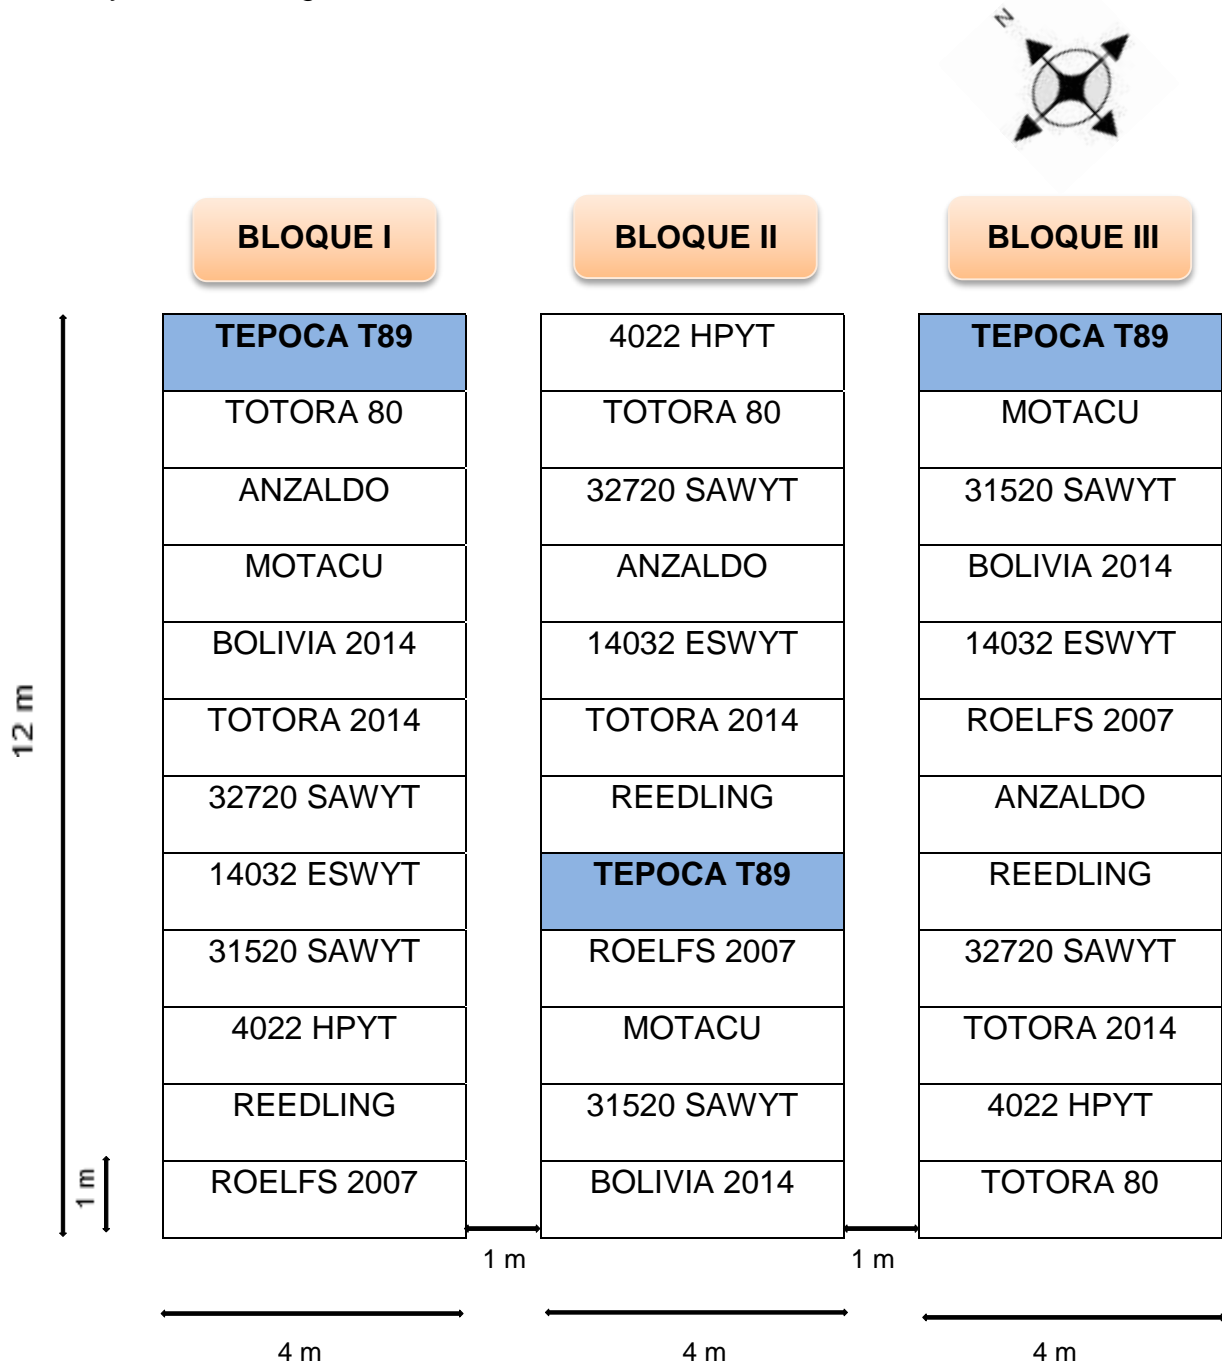 N
BLOQUE I
BLOQUE II
BLOQUE III
TEPOCA T89
4022 HPYT
TEPOCA T89
TOTORA 80
TOTORA 80
MOTACU
ANZALDO
32720 SAWYT
31520 SAWYT
MOTACU
ANZALDO
BOLIVIA 2014
BOLIVIA 2014
14032 ESWYT
14032 ESWYT
TOTORA 2014
TOTORA 2014
ROELFS 2007
32720 SAWYT
REEDLING
ANZALDO
14032 ESWYT
TEPOCA T89
REEDLING
31520 SAWYT
ROELFS 2007
32720 SAWYT
4022 HPYT
MOTACU
TOTORA 2014
REEDLING
31520 SAWYT
4022 HPYT
ROELFS 2007
BOLIVIA 2014
TOTORA 80
12 m
1 m
1 m
1 m
4 m
4 m
4 m